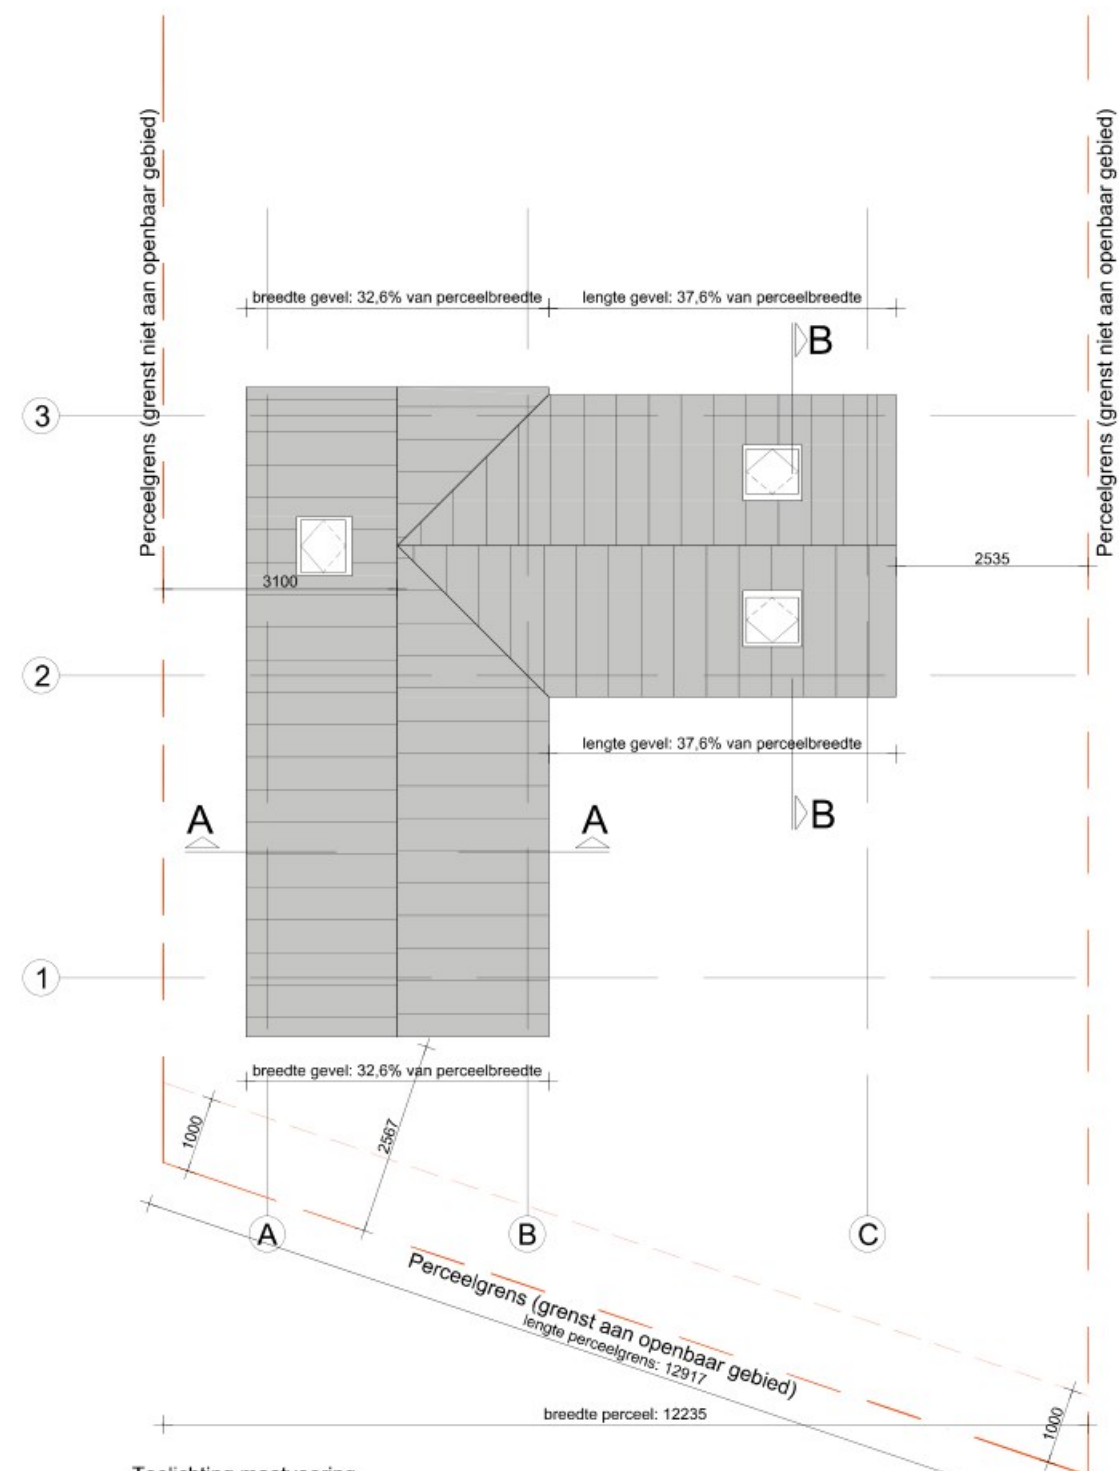 Perceelgrens (grenst niet aan openbaar gebied)
Perceelgrens (grenst niet aan openbaar gebied)
breedte gevel: 32,6% van perceelbreedte
lengte gevel: 37,6% van perceelbreedte
B
3
2535
3100
2
lengte gevel: 37,6% van perceelbreedte
A
A
B
1
breedte gevel: 32,6% van perceelbreedte
1000
2567
A
B
C
Perceelgrens (grenst aan openbaar gebied)
lengte perceelgrens: 12917
breedte perceel: 12235
1000